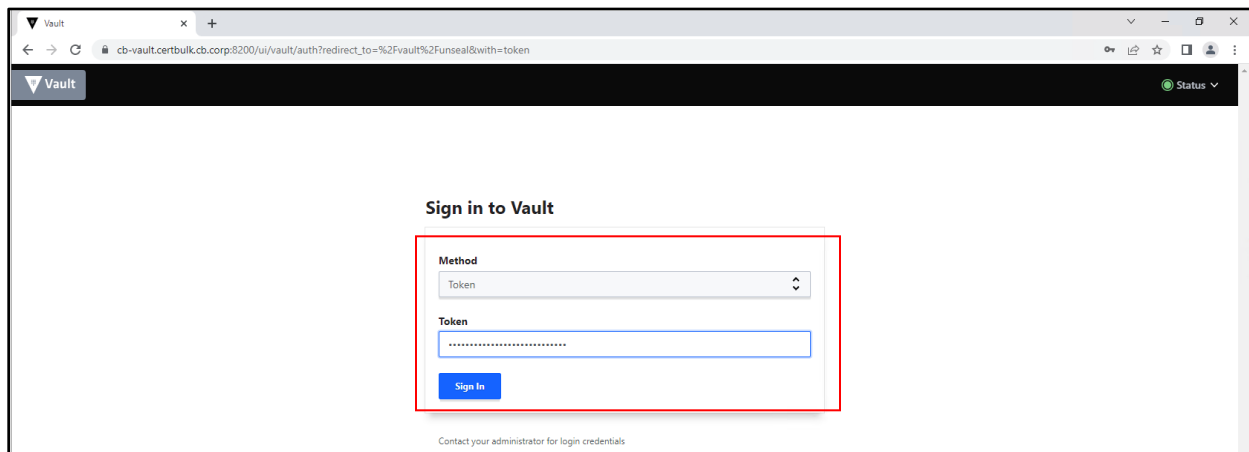 Vault
cb-vault.certbulk.cb.corp:8200/ui/vault/auth?redirect_to=%2Fvault%2Funseal&with=token
Vault
Status
Sign in to Vault
Method
Token
Token
••••••••••••••••••••••••••••
Sign In
Contact your administrator for login credentials